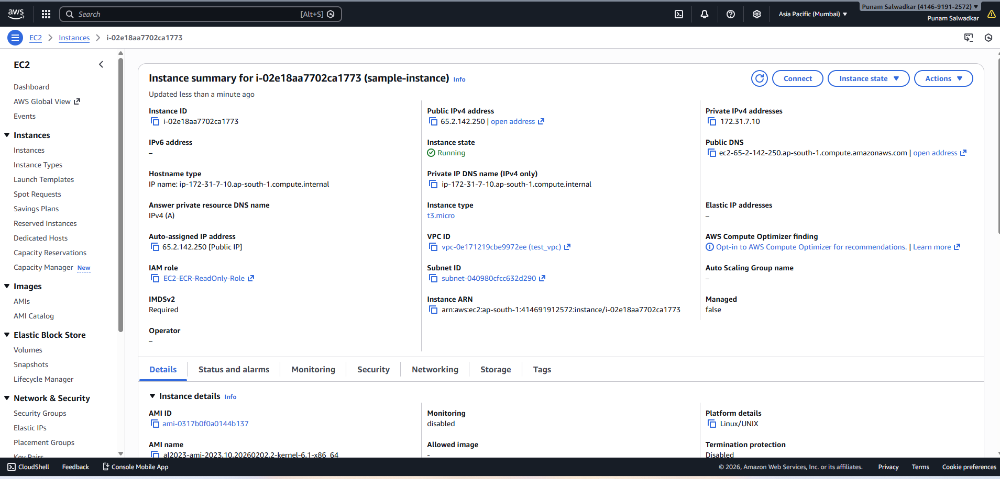 aws
Search
[Alt+S]
Asia Pacific (Mumbai)
Punam Salwadkar (4146-9191-2572)
Punam Salwadkar
EC2
Instances
i-02e18aa7702ca1773
EC2
Dashboard
AWS Global View
Events
Instances
Instances
Instance Types
Launch Templates
Spot Requests
Savings Plans
Reserved Instances
Dedicated Hosts
Capacity Reservations
Capacity Manager New
Images
AMIs
AMI Catalog
Elastic Block Store
Volumes
Snapshots
Lifecycle Manager
Network & Security
Security Groups
Elastic IPs
Placement Groups
Key Pairs
Instance summary for i-02e18aa7702ca1773 (sample-instance) Info
Connect
Instance state
Actions
Updated less than a minute ago
Instance ID
i-02e18aa7702ca1773
Public IPv4 address
65.2.142.250 | open address
Private IPv4 addresses
172.31.7.10
IPv6 address
–
Instance state
Running
Public DNS
ec2-65-2-142-250.ap-south-1.compute.amazonaws.com | open address
Hostname type
IP name: ip-172-31-7-10.ap-south-1.compute.internal
Private IP DNS name (IPv4 only)
ip-172-31-7-10.ap-south-1.compute.internal
Answer private resource DNS name
IPv4 (A)
Instance type
t3.micro
Elastic IP addresses
–
Auto-assigned IP address
65.2.142.250 [Public IP]
VPC ID
vpc-0e171219cbe9972ee (test_vpc)
AWS Compute Optimizer finding
Opt-in to AWS Compute Optimizer for recommendations. | Learn more
IAM role
EC2-ECR-ReadOnly-Role
Subnet ID
subnet-040980cfcc632d290
Auto Scaling Group name
–
IMDSv2
Required
Instance ARN
arn:aws:ec2:ap-south-1:414691912572:instance/i-02e18aa7702ca1773
Managed
false
Operator
–
Details
Status and alarms
Monitoring
Security
Networking
Storage
Tags
Instance details Info
AMI ID
ami-0317b0f0a0144b137
Monitoring
disabled
Platform details
Linux/UNIX
AMI name
al2023-ami-2023.10.20260202.2-kernel-6.1-x86_64
Allowed image
-
Termination protection
Disabled
CloudShell
Feedback
Console Mobile App
© 2026, Amazon Web Services, Inc. or its affiliates.
Privacy
Terms
Cookie preferences